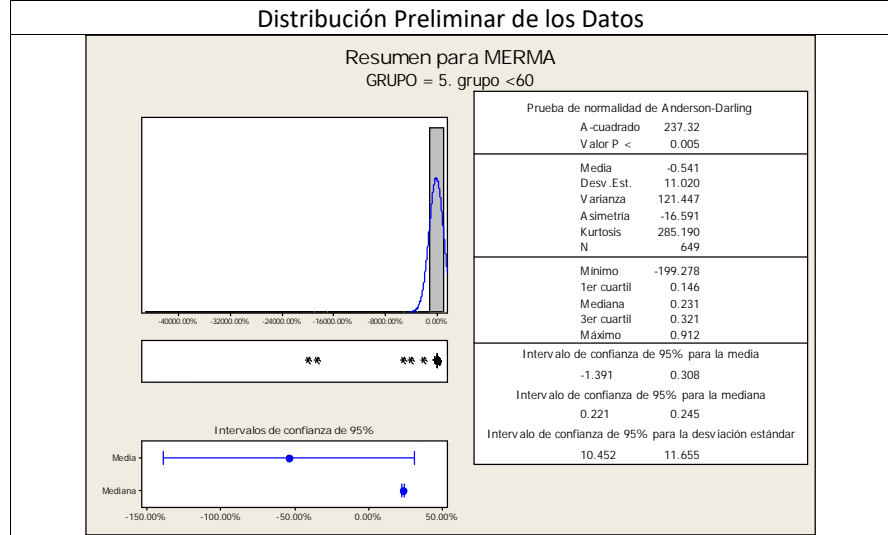 Distribución Preliminar de los Datos
Resumen para MERMA
GRUPO = 5. grupo <60
-40000.00% -32000.00% -24000.00% -16000.00% -8000.00% 0.00%
Intervalos de confianza de 95%
Media
Mediana
-150.00% -100.00% -50.00% 0.00% 50.00%
Prueba de normalidad de Anderson-Darling
A-cuadrado 237.32
Valor P < 0.005
Media -0.541
Desv.Est. 11.020
Varianza 121.447
Asimetría -16.591
Kurtosis 285.190
N 649
Mínimo -199.278
1er cuartil 0.146
Mediana 0.231
3er cuartil 0.321
Máximo 0.912
Intervalo de confianza de 95% para la media
-1.391 0.308
Intervalo de confianza de 95% para la mediana
0.221 0.245
Intervalo de confianza de 95% para la desviación estándar
10.452 11.655